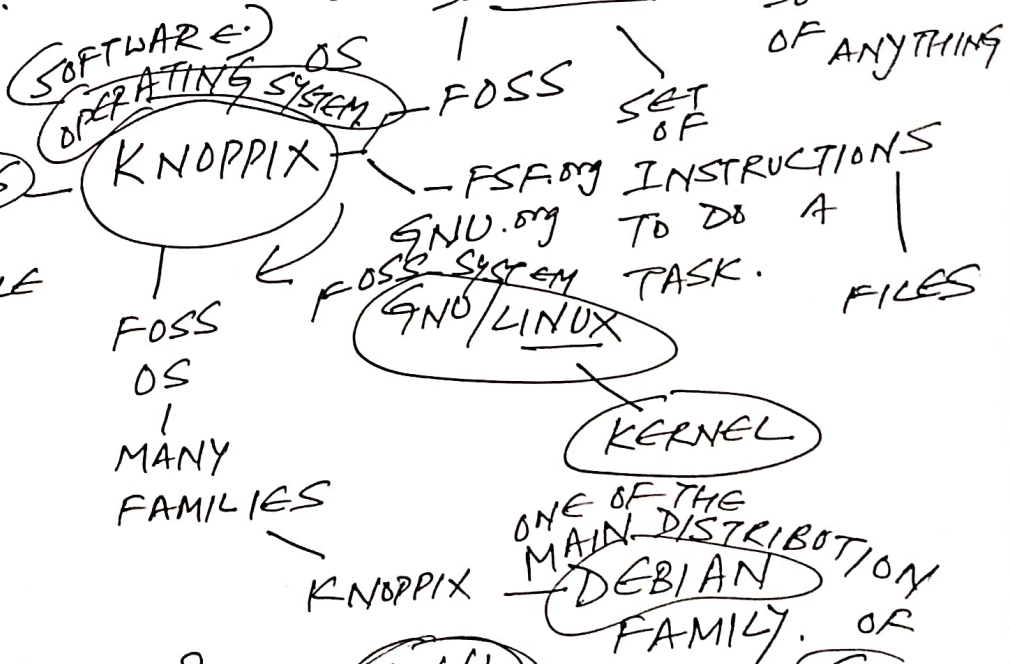 SOFTWARE.
OS
OPERATING SYSTEM
KNOPPIX
FOSS
OF ANYTHING
SET
OF
INSTRUCTIONS
TO DO A
TASK.
FILES
FSF.org
GNU.org
FOSS SYSTEM
GNU/LINUX
KERNEL
FOSS
OS
MANY
FAMILIES
KNOPPIX
ONE OF THE
MAIN DISTRIBUTION
DEBIAN
FAMILY. OF